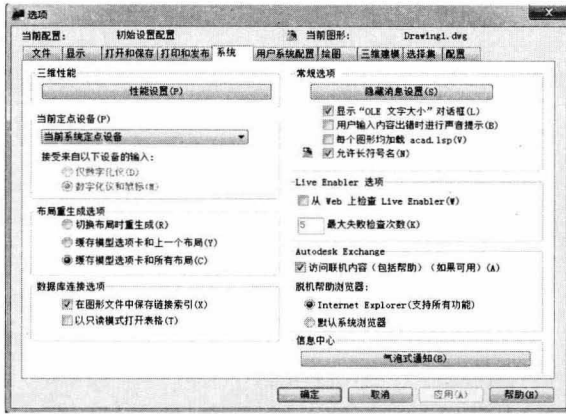 选项
当前配置: 初始设置配置 当前图形: Drawing1.dwg
文件 显示 打开和保存 打印和发布 系统 用户系统配置 绘图 三维建模 选择集 配置
三维性能
性能设置(P)
当前定点设备(P)
当前系统定点设备
接受来自以下设备的输入:
仅数字化仪(D)
数字化仪和鼠标(M)
布局重生成选项
切换布局时重生成(R)
缓存模型选项卡和上一个布局(Y)
缓存模型选项卡和所有布局(C)
数据库连接选项
在图形文件中保存链接索引(X)
以只读模式打开表格(T)
常规选项
隐藏消息设置(S)
显示“OLE 文字大小”对话框(L)
用户输入内容出错时进行声音提示(B)
每个图形均加载 acad.lsp(V)
允许长符号名(N)
Live Enabler 选项
从 Web 上检查 Live Enabler(W)
5 最大失败检查次数(K)
Autodesk Exchange
访问联机内容(包括帮助)(如果可用)(A)
脱机帮助浏览器:
Internet Explorer(支持所有功能)
默认系统浏览器
信息中心
气泡式通知(B)
确定 取消 应用(A) 帮助(H)